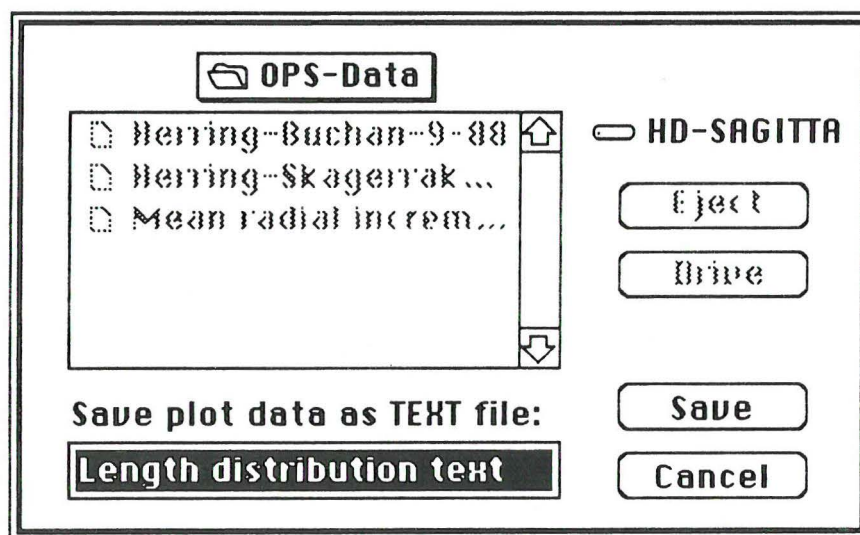 OPS-Data
Herring-Buchan-9-88
Herring-Skagerrak...
Mean radial increm...
HD-SAGITTA
Eject
Drive
Save plot data as TEXT file:
Length distribution text
Save
Cancel